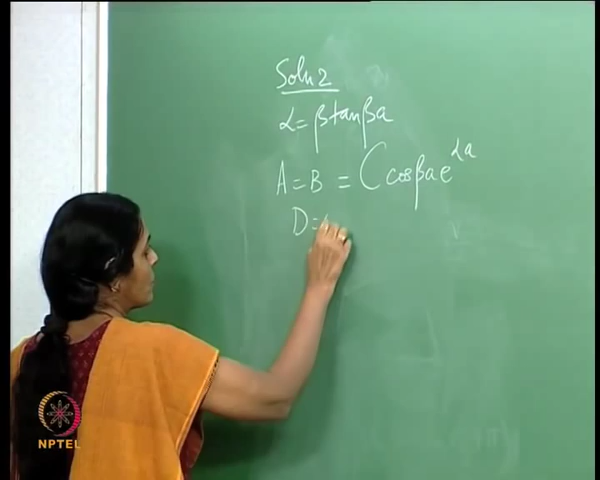 Soln 2
α = β tan βa
A = B = C cos βa e^{αa}
D =
NPTEL